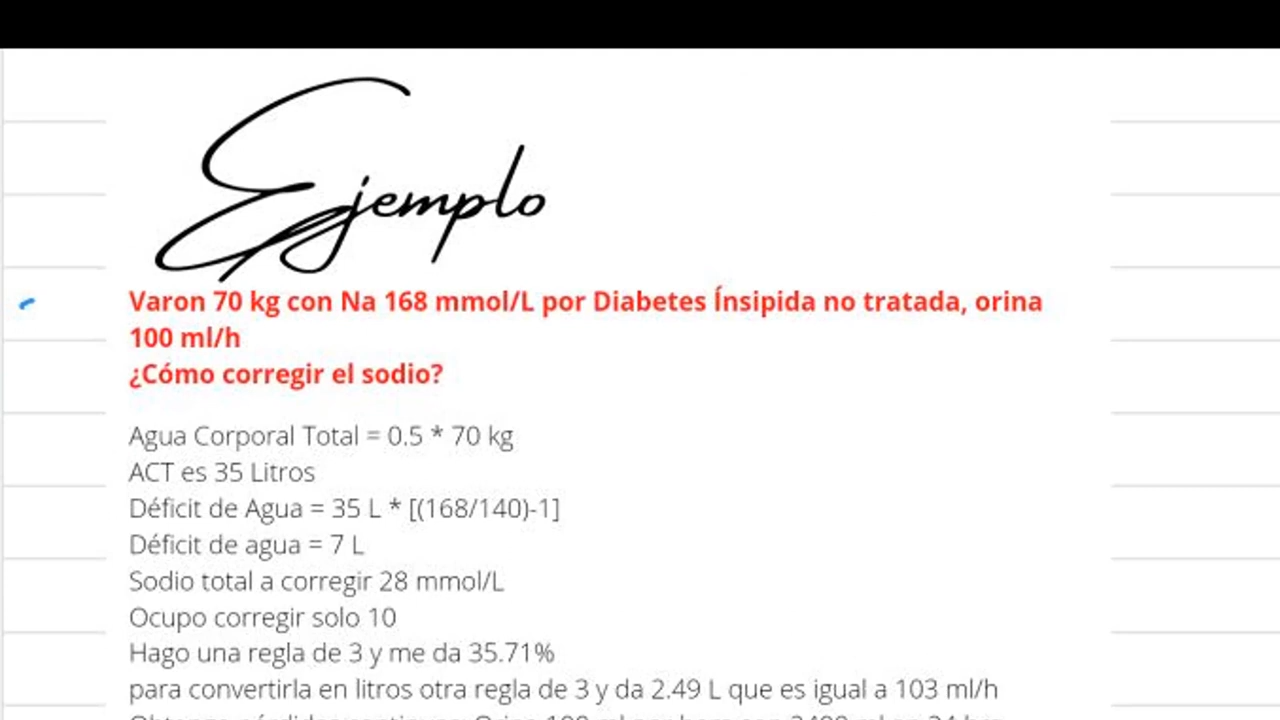 Ejemplo
Varon 70 kg con Na 168 mmol/L por Diabetes Ínsipida no tratada, orina
100 ml/h
¿Cómo corregir el sodio?
Agua Corporal Total = 0.5 * 70 kg
ACT es 35 Litros
Déficit de Agua = 35 L * [(168/140)-1]
Déficit de agua = 7 L
Sodio total a corregir 28 mmol/L
Ocupo corregir solo 10
Hago una regla de 3 y me da 35.71%
para convertirla en litros otra regla de 3 y da 2.49 L que es igual a 103 ml/h